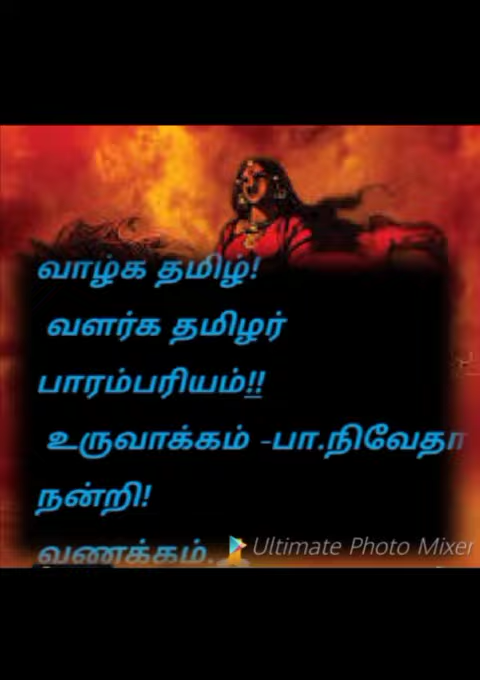 வாழ்க தமிழ்!
வளர்க தமிழர்
பாரம்பரியம்!!
உருவாக்கம் -பா.நிவேதா
நன்றி!
வணக்கம்.
Ultimate Photo Mixer